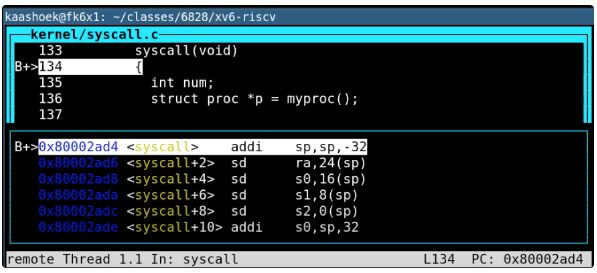 kaashoek@fk6x1: ~/classes/6828/xv6-riscv
kernel/syscall.c
133 syscall(void)
B+>134 {
135 int num;
136 struct proc *p = myproc();
137
B+>0x80002ad4 <syscall> addi sp,sp,-32
0x80002ad6 <syscall+2> sd ra,24(sp)
0x80002ad8 <syscall+4> sd s0,16(sp)
0x80002ada <syscall+6> sd s1,8(sp)
0x80002adc <syscall+8> sd s2,0(sp)
0x80002ade <syscall+10> addi s0,sp,32
remote Thread 1.1 In: syscall L134 PC: 0x80002ad4